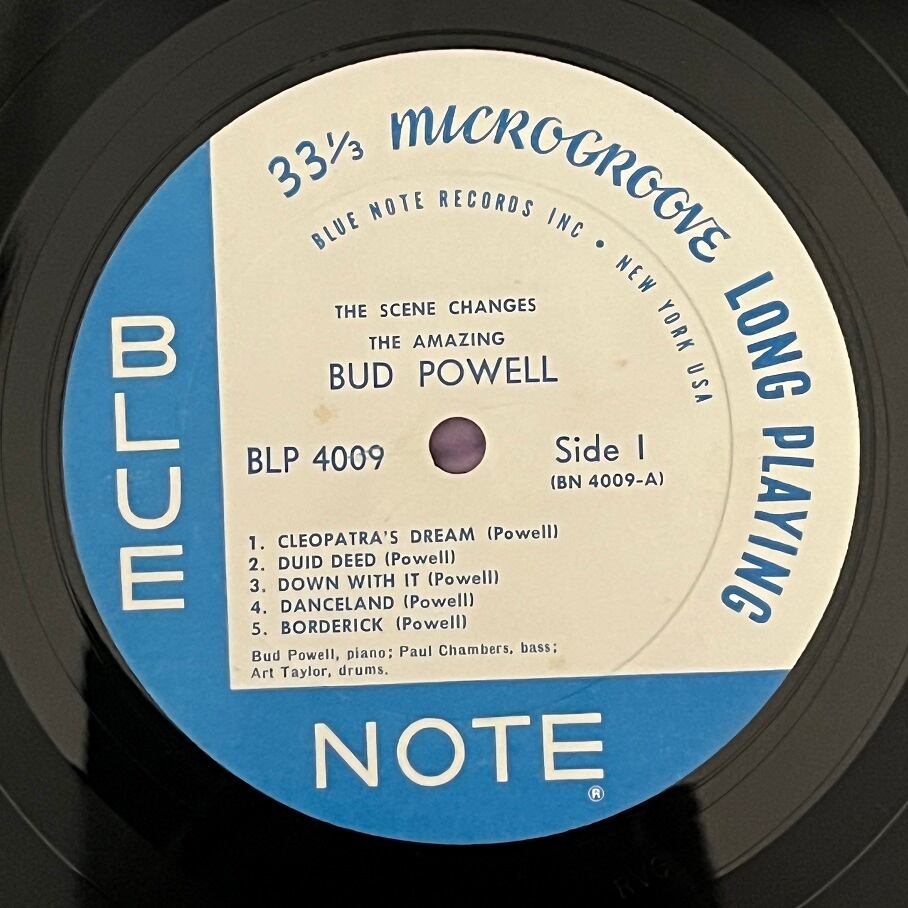 33⅓ MICROGROOVE LONG PLAYING
BLUE NOTE RECORDS INC • NEW YORK USA
THE SCENE CHANGES
THE AMAZING
BUD POWELL
BLP 4009
Side 1
(BN 4009-A)
1. CLEOPATRA'S DREAM (Powell)
2. DUID DEED (Powell)
3. DOWN WITH IT (Powell)
4. DANCELAND (Powell)
5. BORDERICK (Powell)
Bud Powell, piano; Paul Chambers, bass;
Art Taylor, drums.
BLUE
NOTE
®
RVG